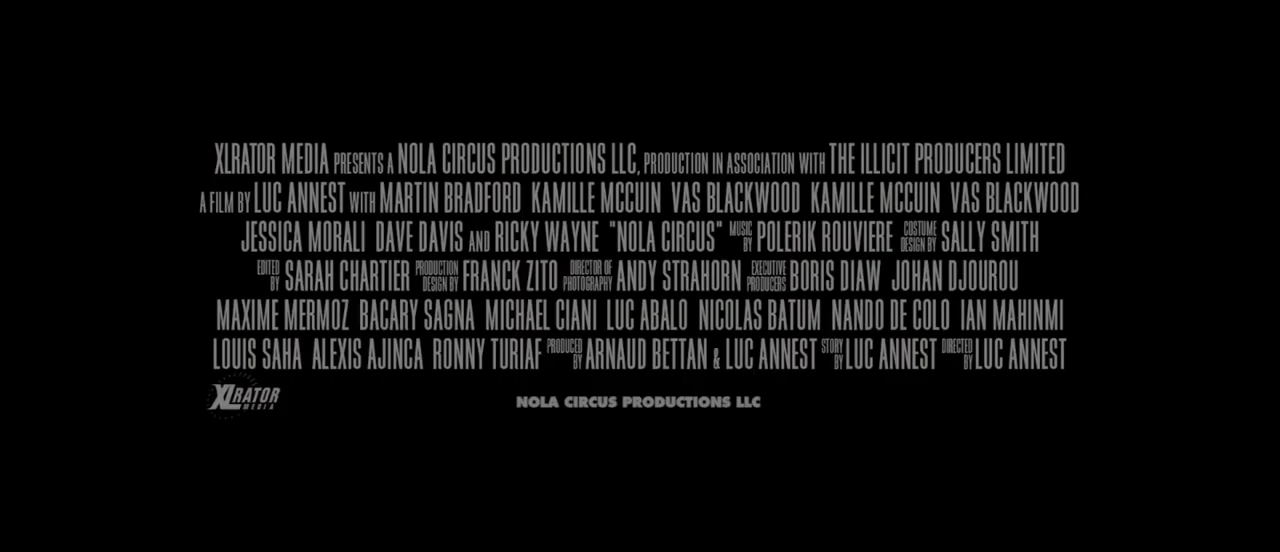 XLRATOR MEDIA PRESENTS A NOLA CIRCUS PRODUCTIONS LLC, PRODUCTION IN ASSOCIATION WITH THE ILLICIT PRODUCERS LIMITED
A FILM BY LUC ANNEST WITH MARTIN BRADFORD KAMILLE MCCUIN VAS BLACKWOOD KAMILLE MCCUIN VAS BLACKWOOD
JESSICA MORALI DAVE DAVIS AND RICKY WAYNE "NOLA CIRCUS" MUSIC BY POLERIK ROUVIERE COSTUME DESIGN BY SALLY SMITH
EDITED BY SARAH CHARTIER PRODUCTION DESIGN BY FRANCK ZITO DIRECTOR OF PHOTOGRAPHY ANDY STRAHORN EXECUTIVE PRODUCERS BORIS DIAW JOHAN DJOUROU
MAXIME MERMOZ BACARY SAGNA MICHAEL CIANI LUC ABALO NICOLAS BATUM NANDO DE COLO IAN MAHINMI
LOUIS SAHA ALEXIS AJINCA RONNY TURIAF PRODUCED BY ARNAUD BETTAN & LUC ANNEST STORY BY LUC ANNEST DIRECTED BY LUC ANNEST
XLRATOR MEDIA
NOLA CIRCUS PRODUCTIONS LLC